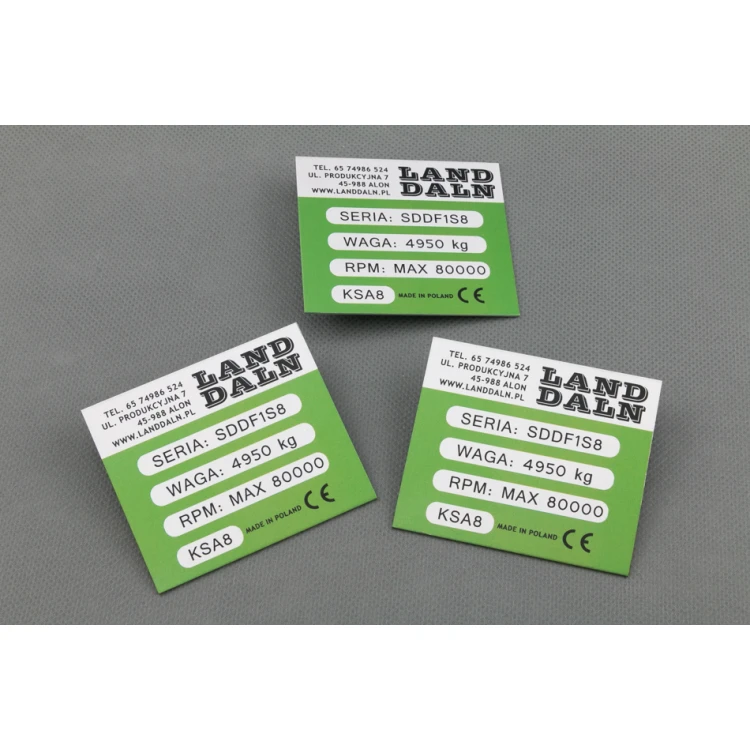 TEL. 65 74986 524
UL. PRODUKCYJNA 7
45-988 ALON
WWW.LANDDALN.PL
LAND
DALN
SERIA: SDDF1S8
WAGA: 4950 kg
RPM: MAX 80000
KSA8 MADE IN POLAND CE
TEL. 65 74986 524
UL. PRODUKCYJNA 7
45-988 ALON
WWW.LANDDALN.PL
LAND
DALN
SERIA: SDDF1S8
WAGA: 4950 kg
RPM: MAX 80000
KSA8 MADE IN POLAND CE
TEL. 65 74986 524
UL. PRODUKCYJNA 7
45-988 ALON
WWW.LANDDALN.PL
LAND
DALN
SERIA: SDDF1S8
WAGA: 4950 kg
RPM: MAX 80000
KSA8 MADE IN POLAND CE